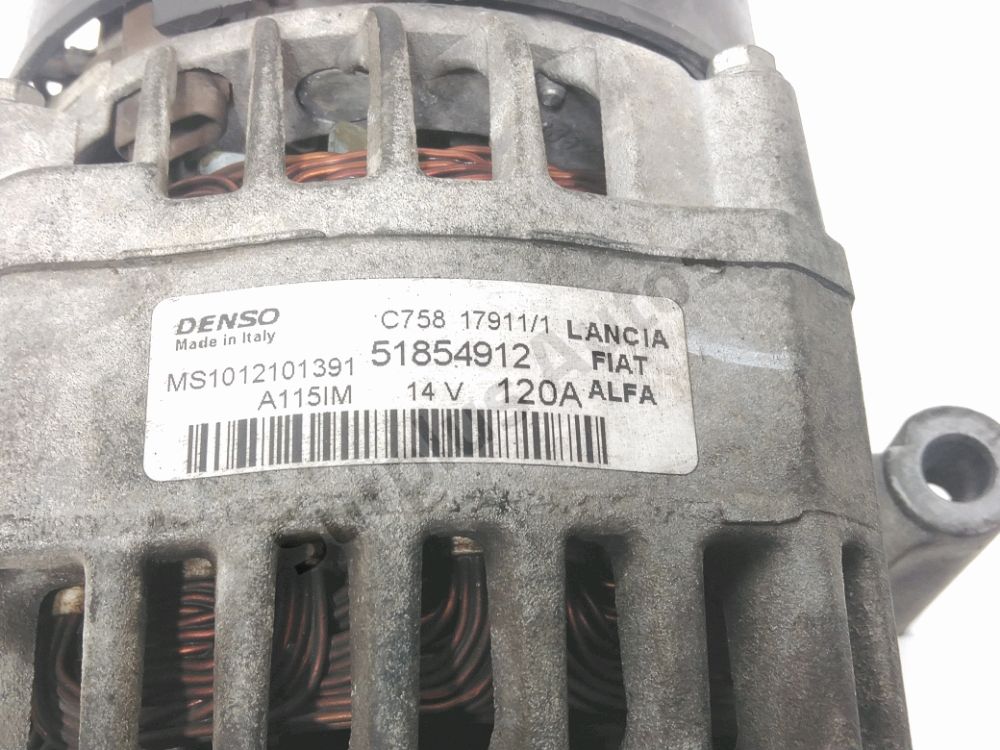 DENSO
Made in Italy
C758 17911/1
MS1012101391
51854912
A115IM 14 V 120A
LANCIA
FIAT
ALFA